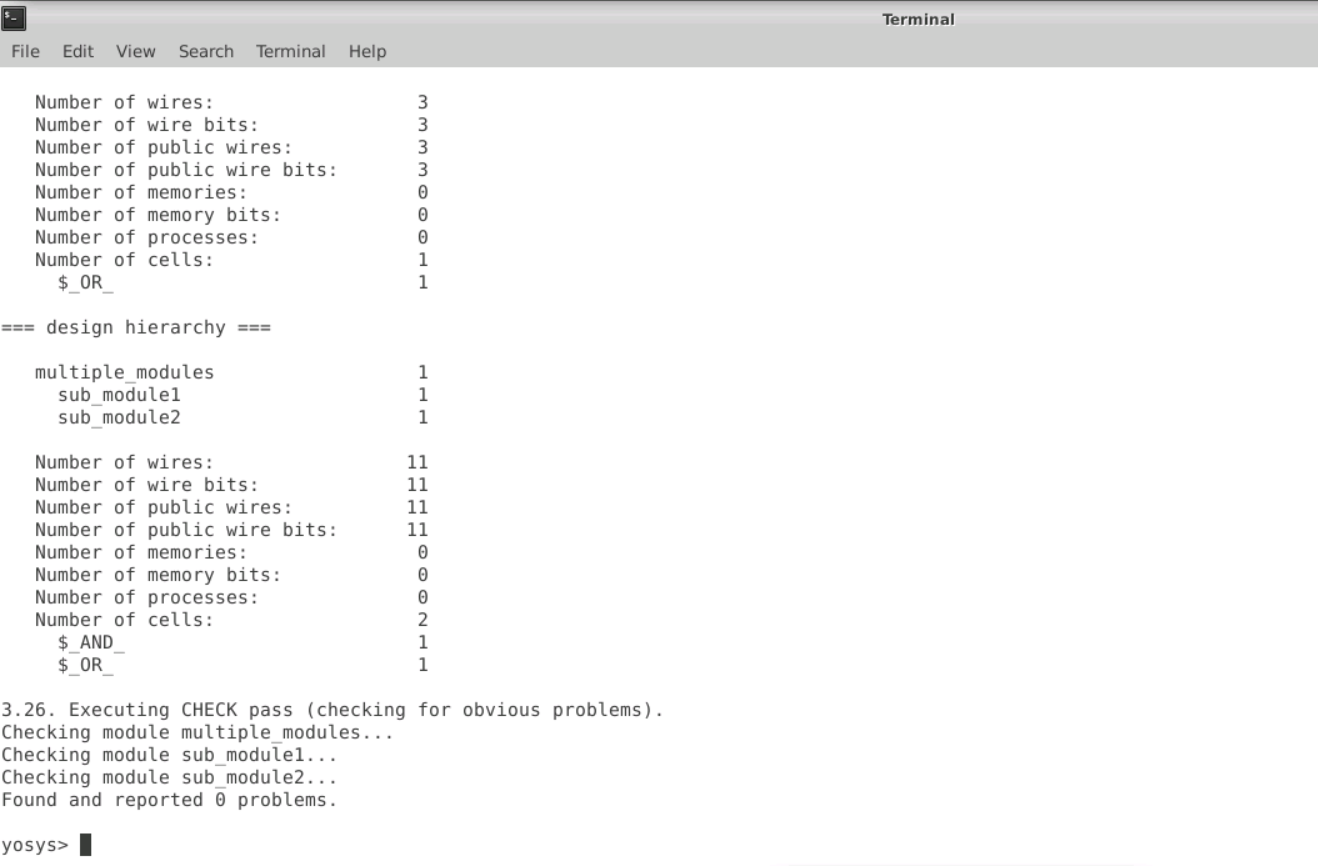 Terminal
File Edit View Search Terminal Help
Number of wires: 3
Number of wire bits: 3
Number of public wires: 3
Number of public wire bits: 3
Number of memories: 0
Number of memory bits: 0
Number of processes: 0
Number of cells: 1
$_OR_ 1
=== design hierarchy ===
multiple_modules 1
sub_module1 1
sub_module2 1
Number of wires: 11
Number of wire bits: 11
Number of public wires: 11
Number of public wire bits: 11
Number of memories: 0
Number of memory bits: 0
Number of processes: 0
Number of cells: 2
$_AND_ 1
$_OR_ 1
3.26. Executing CHECK pass (checking for obvious problems).
Checking module multiple_modules...
Checking module sub_module1...
Checking module sub_module2...
Found and reported 0 problems.
yosys>